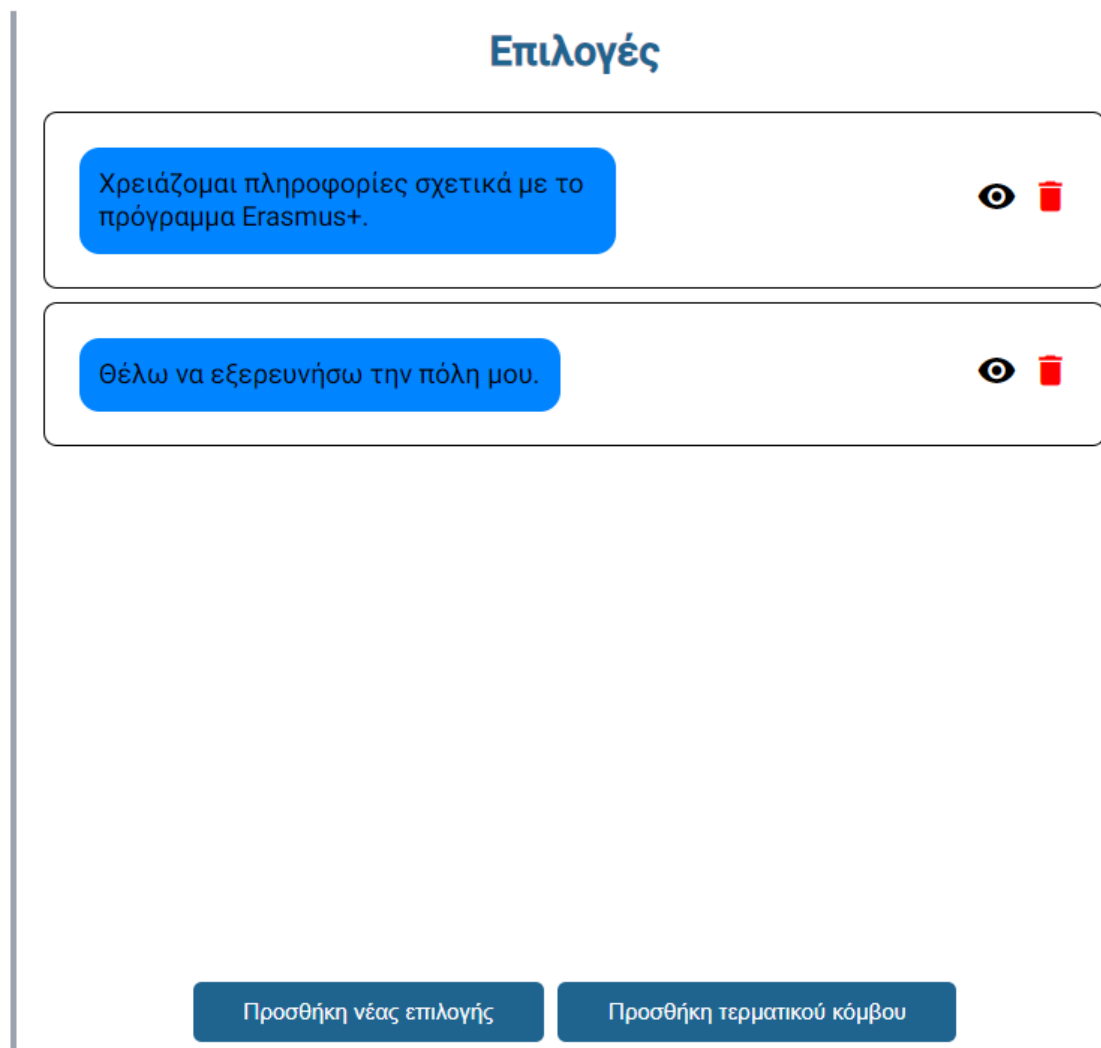 Επιλογές
Χρειάζομαι πληροφορίες σχετικά με το
πρόγραμμα Erasmus+.
Θέλω να εξερευνήσω την πόλη μου.
Προσθήκη νέας επιλογής
Προσθήκη τερματικού κόμβου